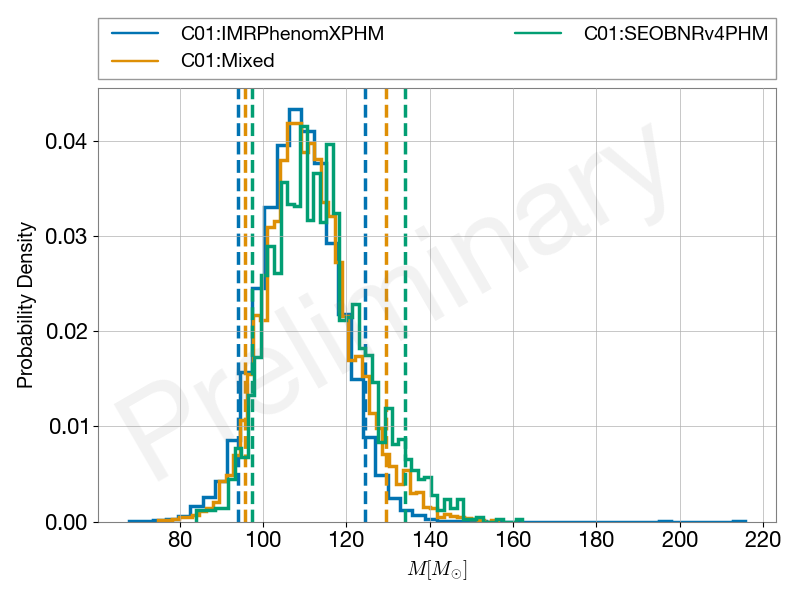 C01:IMRPhenomXPHM C01:SEOBNRv4PHM
C01:Mixed
Preliminary
Probability Density
0.04
0.03
0.02
0.01
0.00
80 100 120 140 160 180 200 220
M[M☉]